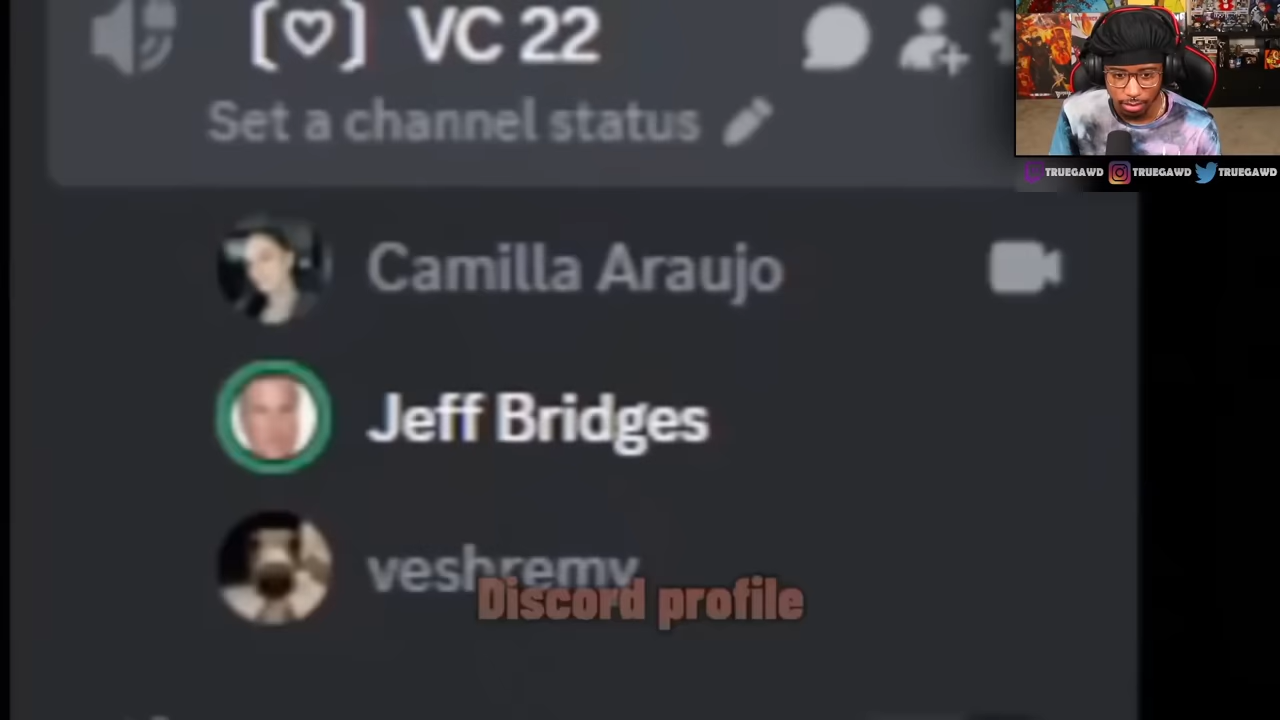 VC 22
Set a channel status
TRUEGAWD TRUEGAWD TRUEGAWD
Camilla Araujo
Jeff Bridges
veshremy
Discord profile